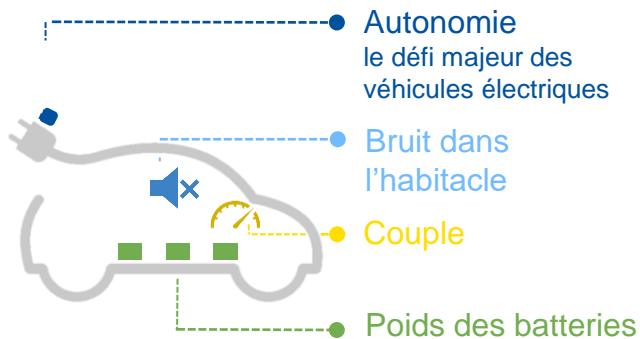 Autonomie
le défi majeur des
véhicules électriques
Bruit dans
l’habitacle
Couple
Poids des batteries